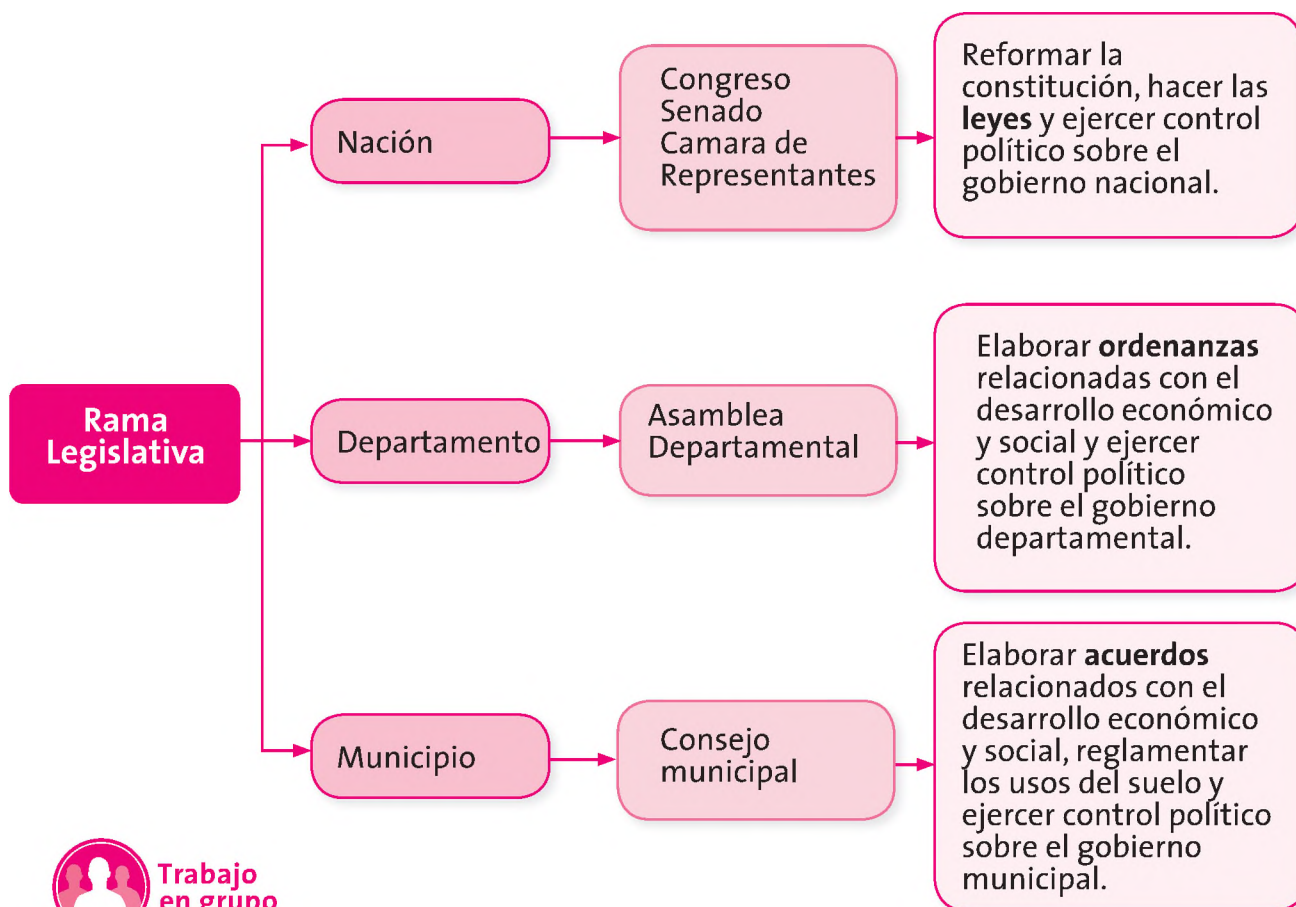 Rama
Legislativa
Nación
Congreso
Senado
Camara de
Representantes
Reformar la
constitución, hacer las
leyes y ejercer control
político sobre el
gobierno nacional.
Departamento
Asamblea
Departamental
Elaborar ordenanzas
relacionadas con el
desarrollo económico
y social y ejercer
control político
sobre el gobierno
departamental.
Municipio
Consejo
municipal
Elaborar acuerdos
relacionados con el
desarrollo económico
y social, reglamentar
los usos del suelo y
ejercer control político
sobre el gobierno
municipal.
Trabajo
en grupo